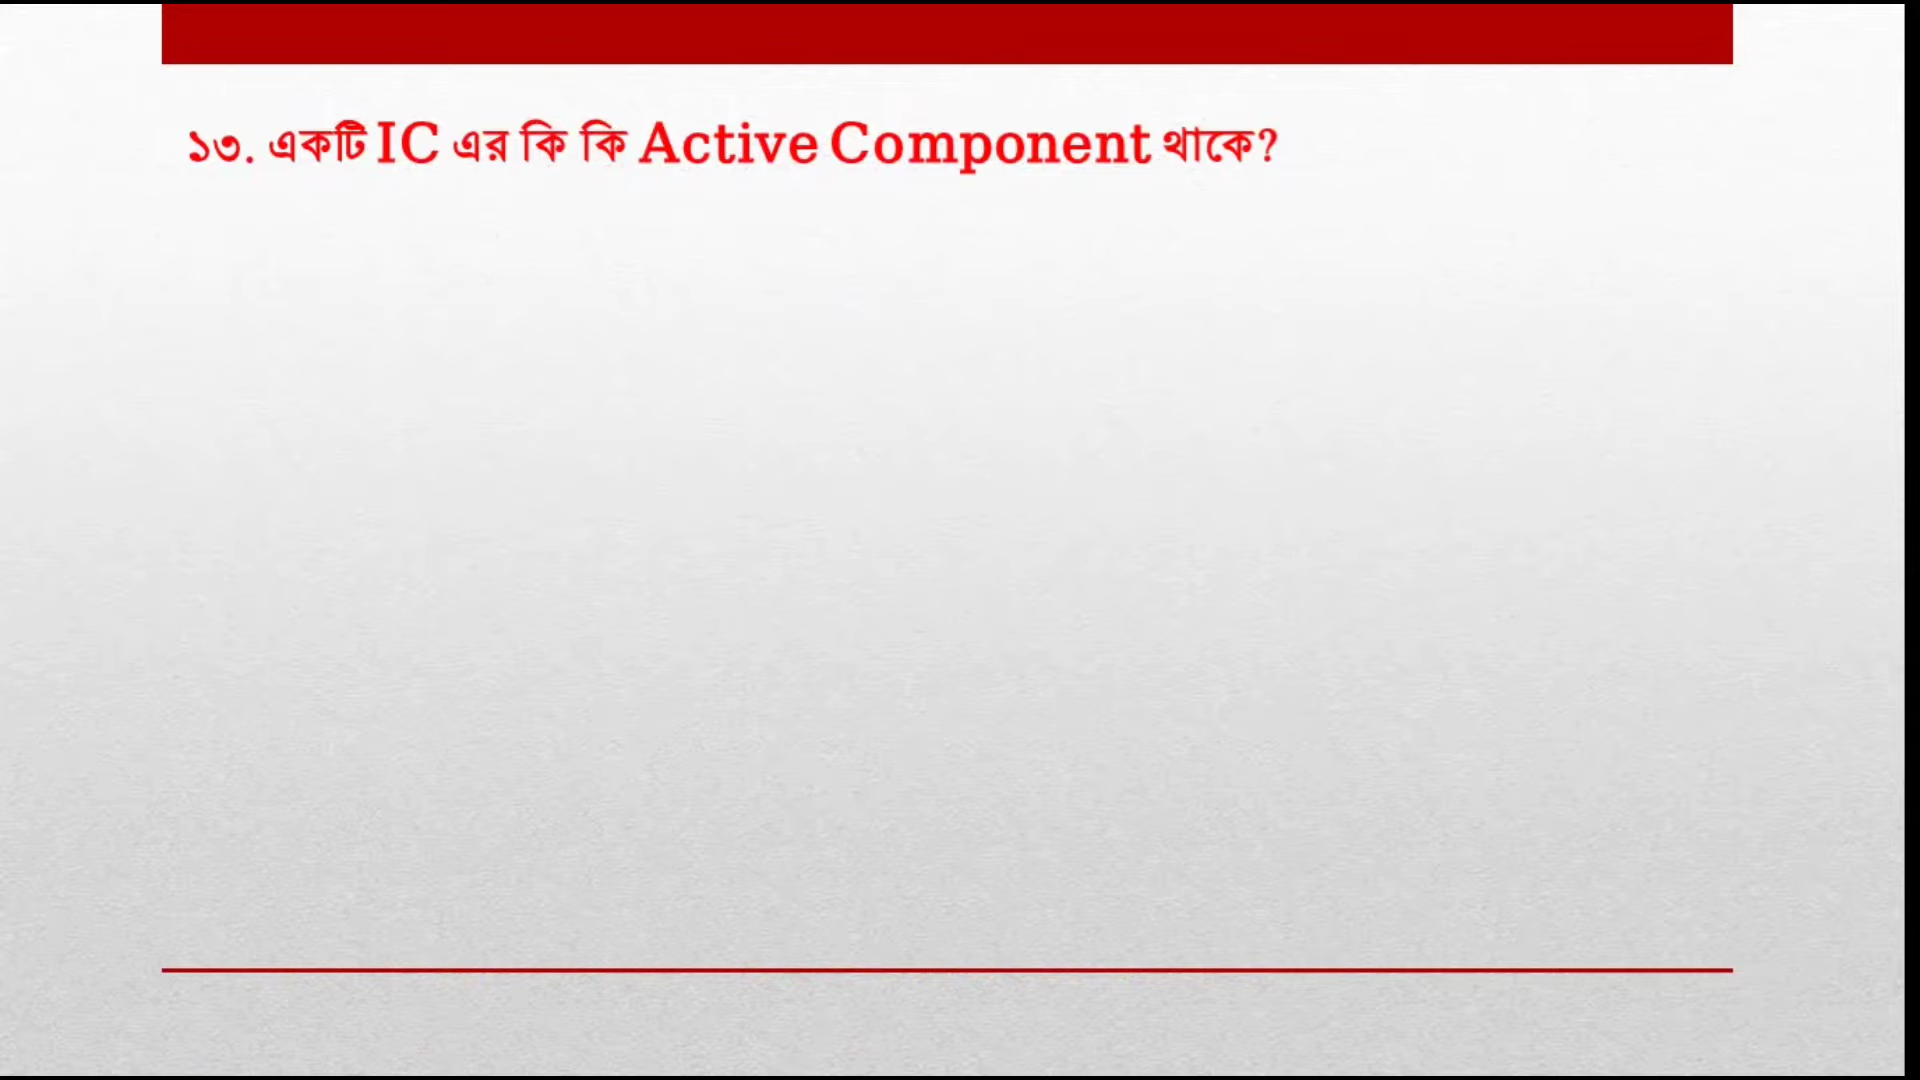 ১৩. একটি IC এর কি কি Active Component থাকে?